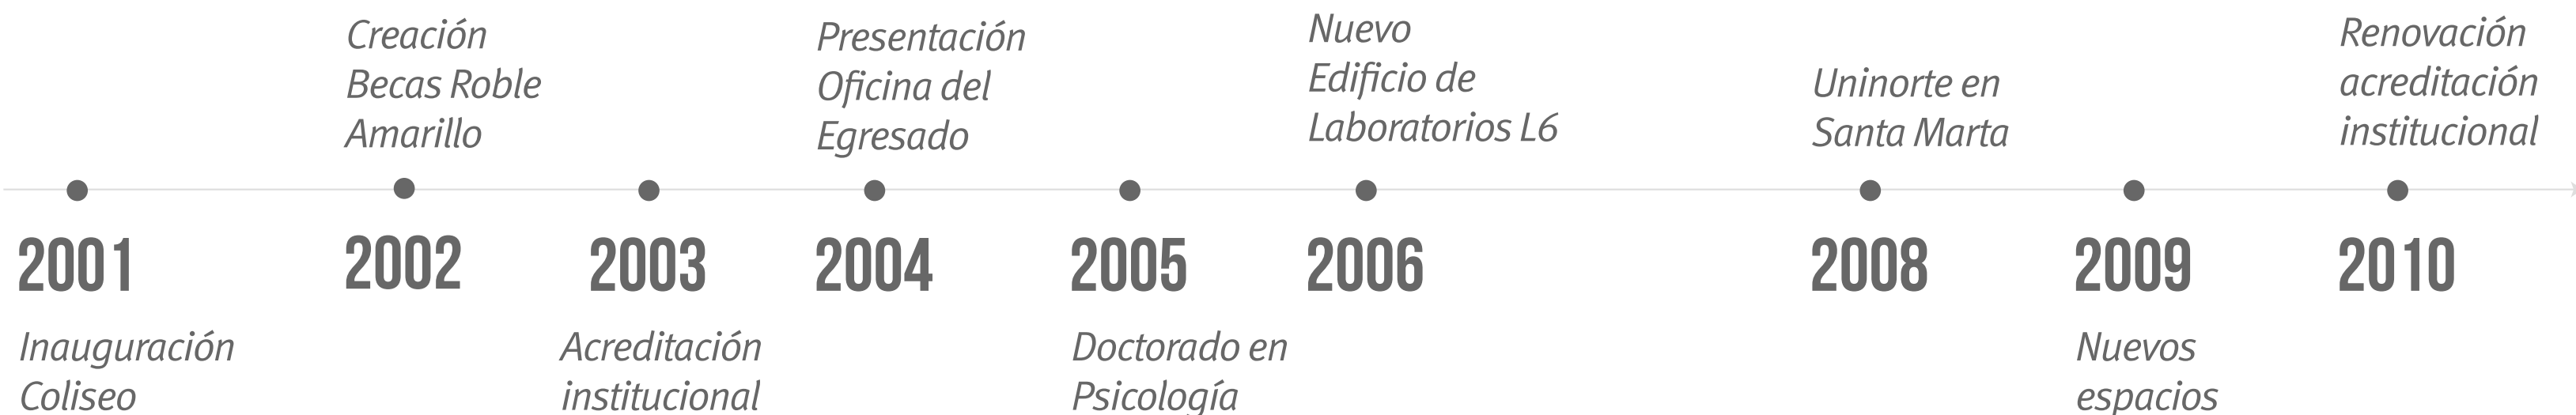 Creación
Becas Roble
Amarillo
Presentación
Oficina del
Egresado
Nuevo
Edificio de
Laboratorios L6
Uninorte en
Santa Marta
Renovación
acreditación
institucional
2001 2002 2003 2004 2005 2006 2008 2009 2010
Inauguración
Coliseo
Acreditación
institucional
Doctorado en
Psicología
Nuevos
espacios